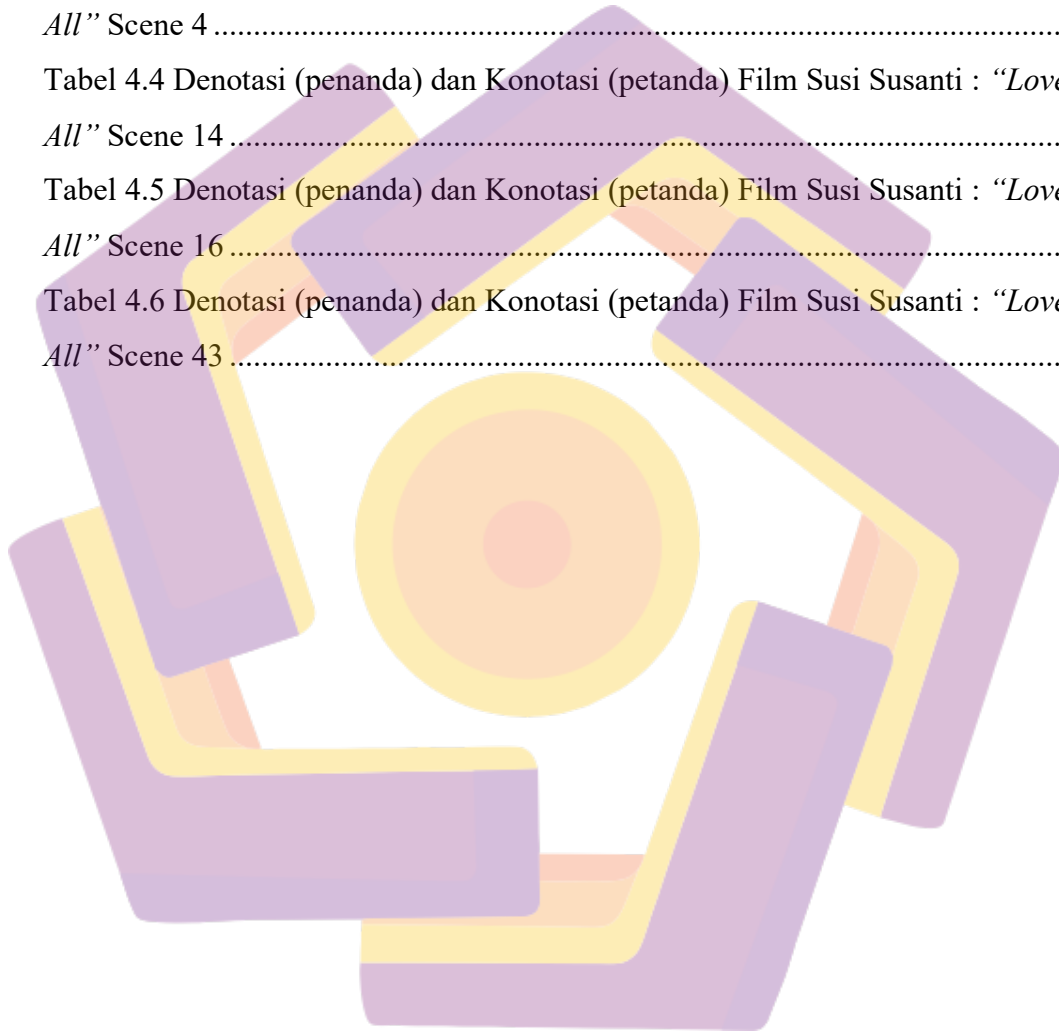 All” Scene 4 ..........................................................................................................
Tabel 4.4 Denotasi (penanda) dan Konotasi (petanda) Film Susi Susanti : “Love
All” Scene 14 ........................................................................................................
Tabel 4.5 Denotasi (penanda) dan Konotasi (petanda) Film Susi Susanti : “Love
All” Scene 16 ........................................................................................................
Tabel 4.6 Denotasi (penanda) dan Konotasi (petanda) Film Susi Susanti : “Love
All” Scene 43 ........................................................................................................